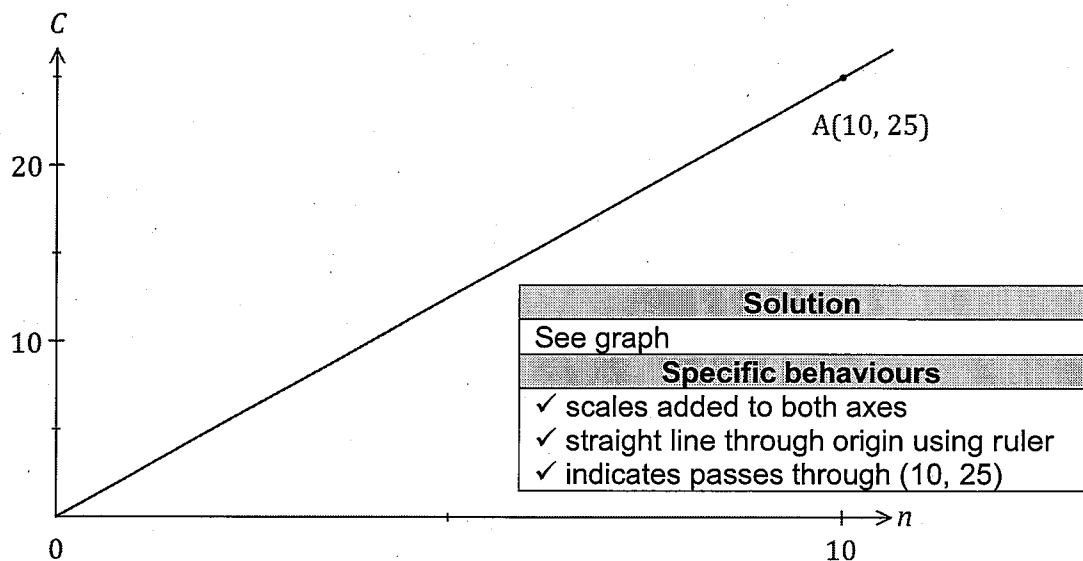 C
A(10, 25)
20
10
Solution
See graph
Specific behaviours
✓ scales added to both axes
✓ straight line through origin using ruler
✓ indicates passes through (10, 25)
n
0
10